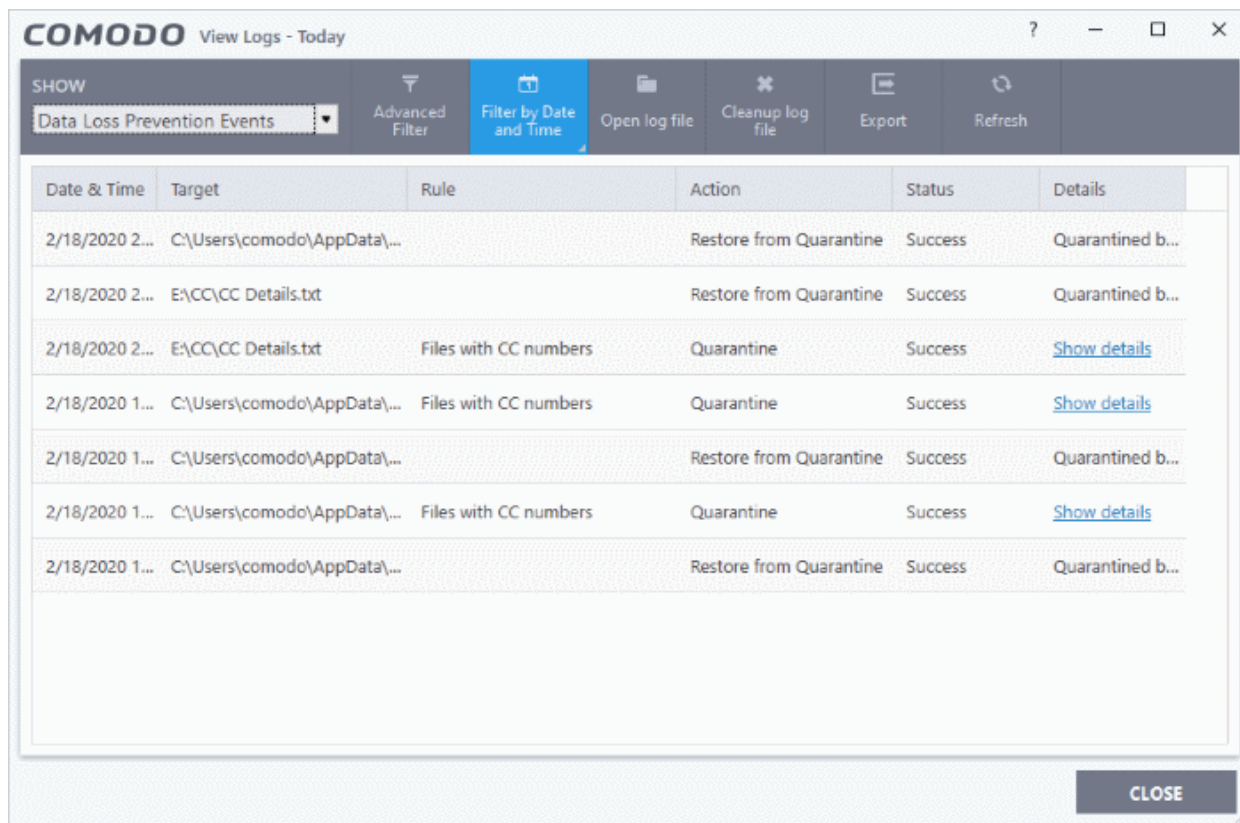 COMODO View Logs - Today ?
SHOW
Data Loss Prevention Events
Advanced
Filter
Filter by Date
and Time
Open log file
Cleanup log
file
Export
Refresh
Date & Time Target Rule Action Status Details
2/18/2020 2... C:\Users\comodo\AppData\... Restore from Quarantine Success Quarantined b...
2/18/2020 2... E:\CC\CC Details.txt Restore from Quarantine Success Quarantined b...
2/18/2020 2... E:\CC\CC Details.txt Files with CC numbers Quarantine Success Show details
2/18/2020 1... C:\Users\comodo\AppData\... Files with CC numbers Quarantine Success Show details
2/18/2020 1... C:\Users\comodo\AppData\... Restore from Quarantine Success Quarantined b...
2/18/2020 1... C:\Users\comodo\AppData\... Files with CC numbers Quarantine Success Show details
2/18/2020 1... C:\Users\comodo\AppData\... Restore from Quarantine Success Quarantined b...
CLOSE